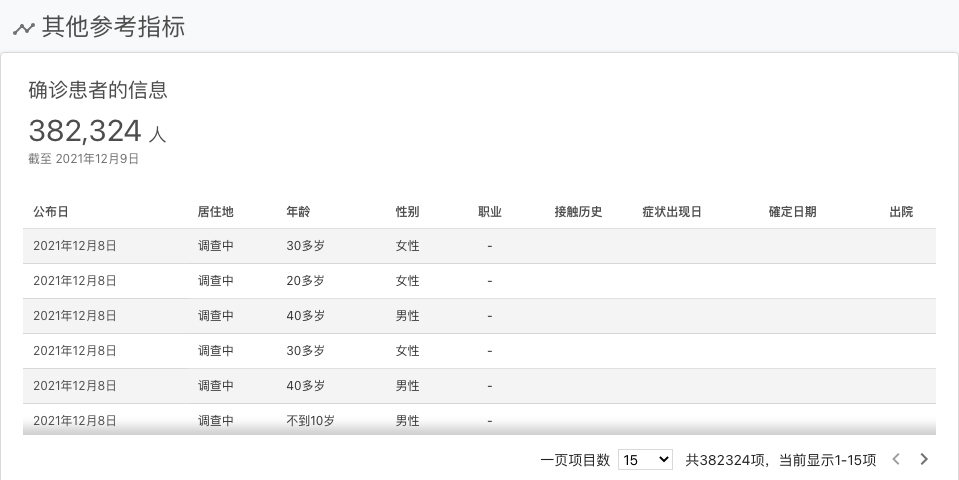 其他参考指标
确诊患者的信息
382,324 人
截至 2021年12月9日
公布日 居住地 年龄 性别 职业 接触历史 症状出现日 確定日期 出院
2021年12月8日 调查中 30多岁 女性 -
2021年12月8日 调查中 20多岁 女性 -
2021年12月8日 调查中 40多岁 男性 -
2021年12月8日 调查中 30多岁 女性 -
2021年12月8日 调查中 40多岁 男性 -
2021年12月8日 调查中 不到10岁 男性 -
一页项目数 15 共382324项，当前显示1-15项